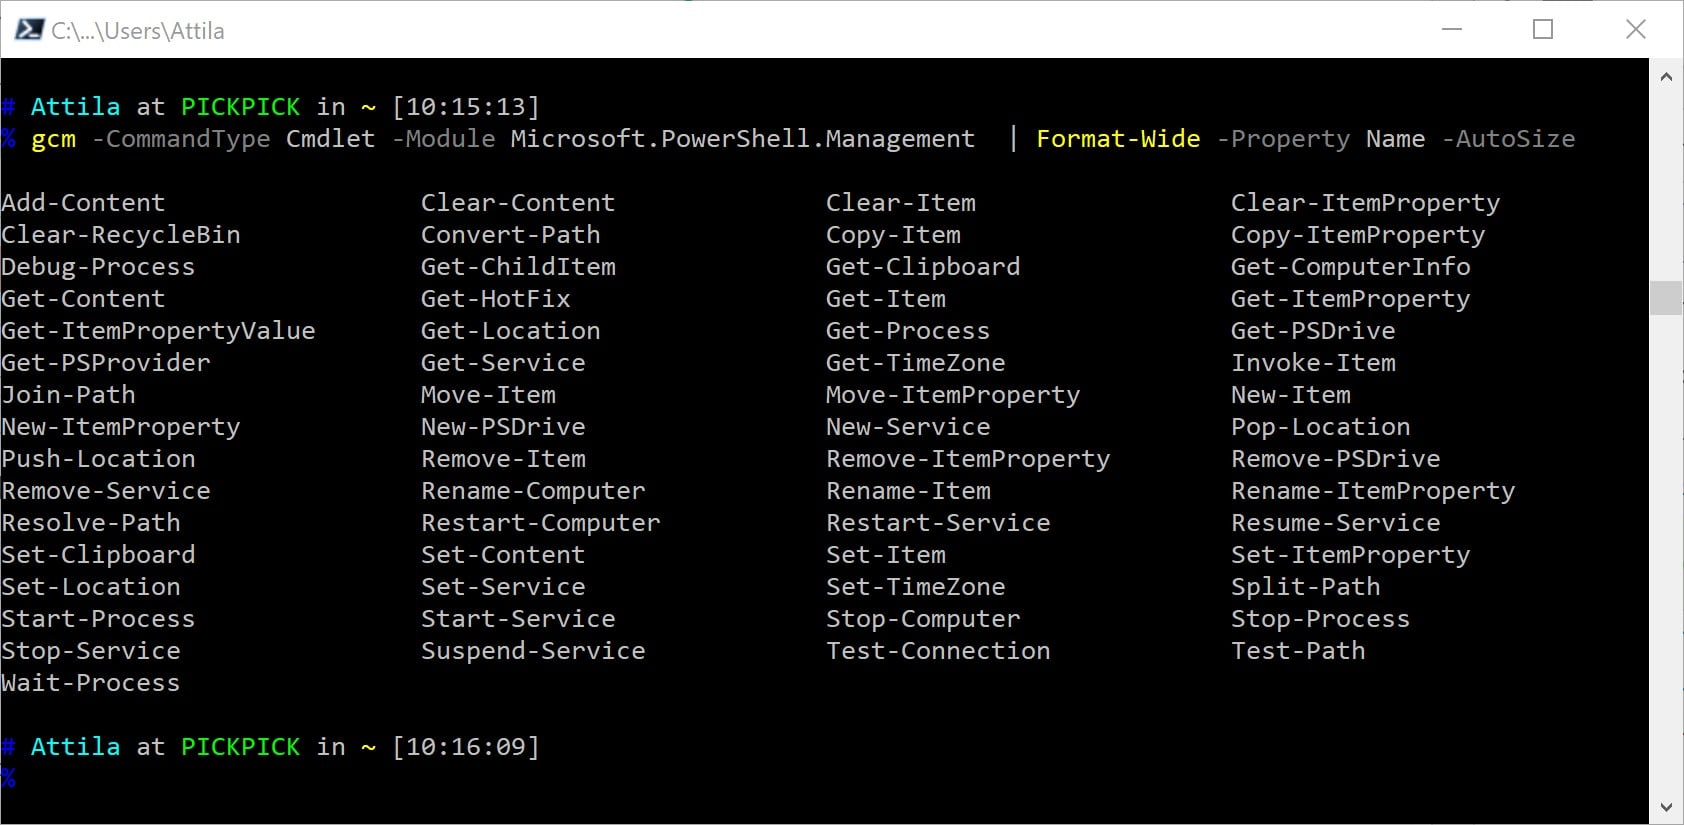 C:\...\Users\Attila
# Attila at PICKPICK in ~ [10:15:13]
% gcm -CommandType Cmdlet -Module Microsoft.PowerShell.Management | Format-Wide -Property Name -AutoSize
Add-Content Clear-Content Clear-Item Clear-ItemProperty
Clear-RecycleBin Convert-Path Copy-Item Copy-ItemProperty
Debug-Process Get-ChildItem Get-Clipboard Get-ComputerInfo
Get-Content Get-HotFix Get-Item Get-ItemProperty
Get-ItemPropertyValue Get-Location Get-Process Get-PSDrive
Get-PSProvider Get-Service Get-TimeZone Invoke-Item
Join-Path Move-Item Move-ItemProperty New-Item
New-ItemProperty New-PSDrive New-Service Pop-Location
Push-Location Remove-Item Remove-ItemProperty Remove-PSDrive
Remove-Service Rename-Computer Rename-Item Rename-ItemProperty
Resolve-Path Restart-Computer Restart-Service Resume-Service
Set-Clipboard Set-Content Set-Item Set-ItemProperty
Set-Location Set-Service Set-TimeZone Split-Path
Start-Process Start-Service Stop-Computer Stop-Process
Stop-Service Suspend-Service Test-Connection Test-Path
Wait-Process
# Attila at PICKPICK in ~ [10:16:09]
%